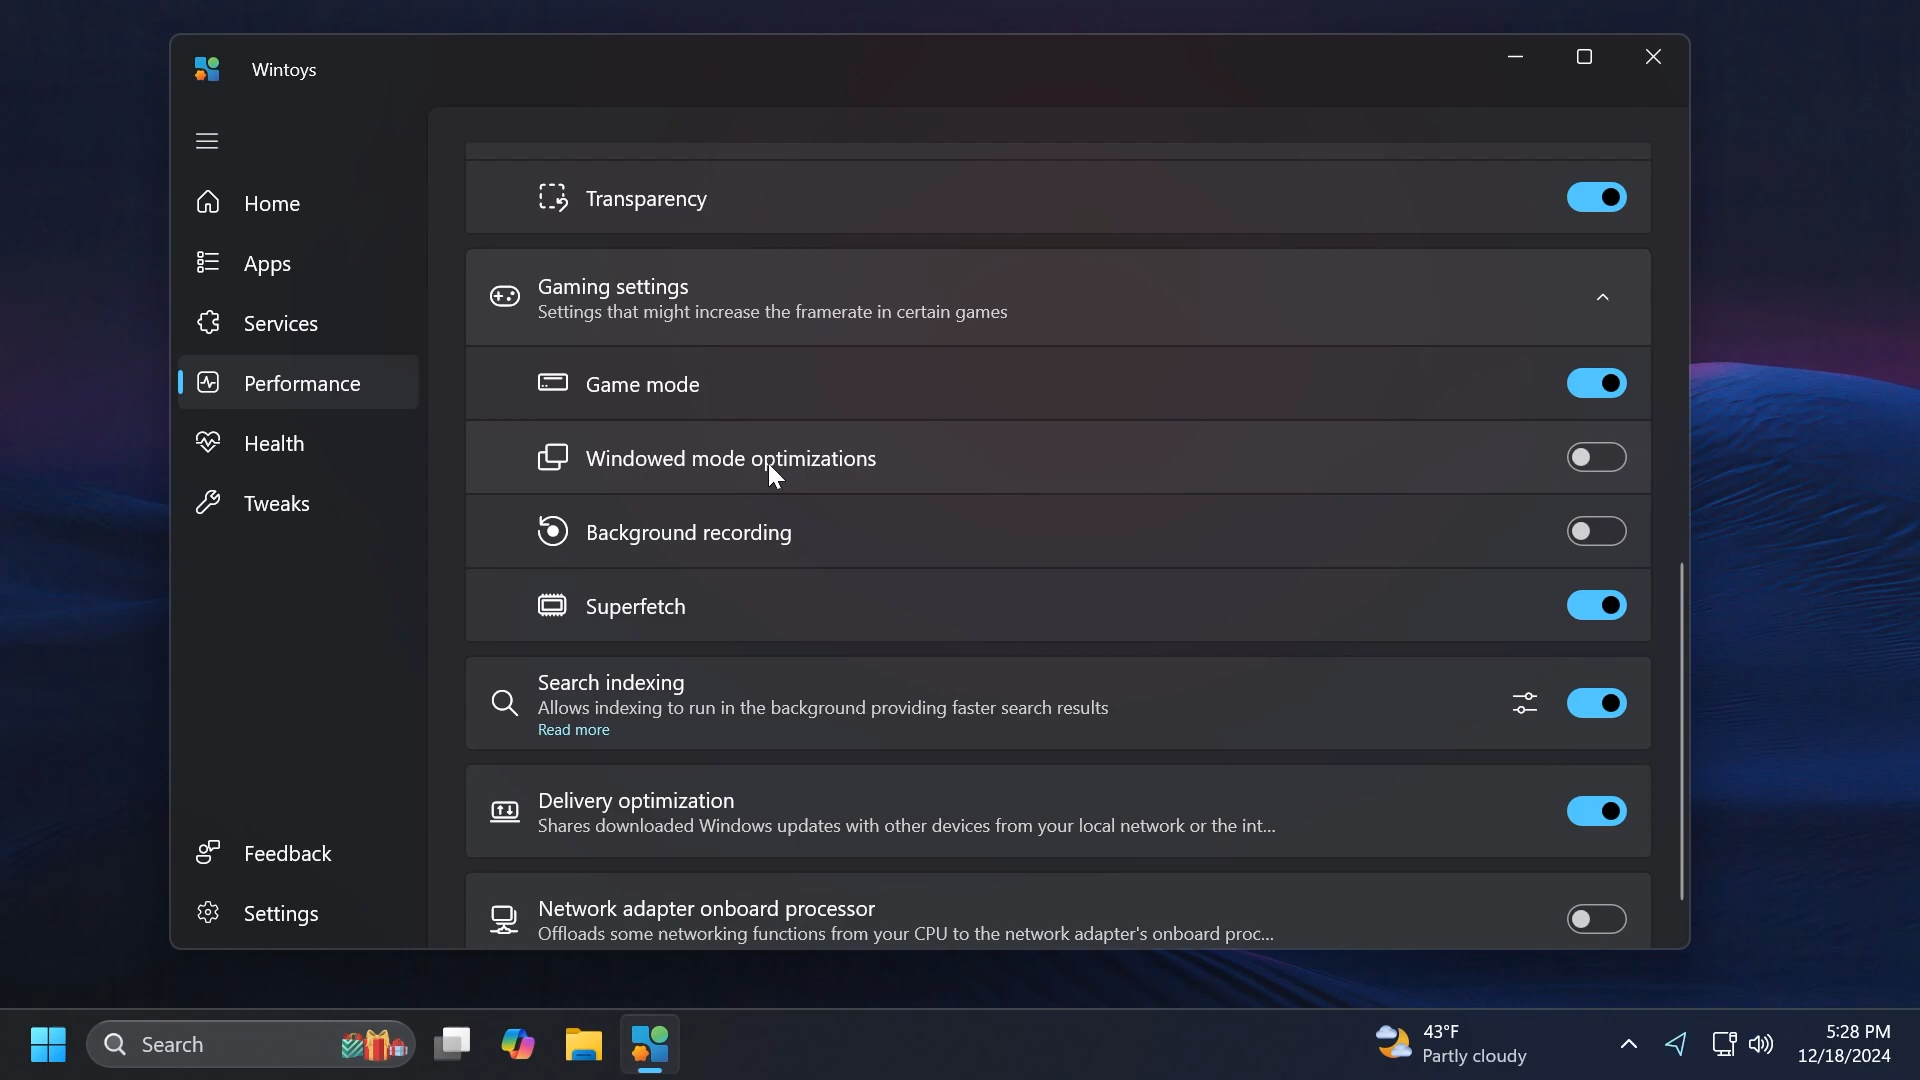 Wintoys
Home
Apps
Services
Performance
Health
Tweaks
Feedback
Settings
Transparency
Gaming settings
Settings that might increase the framerate in certain games
Game mode
Windowed mode optimizations
Background recording
Superfetch
Search indexing
Allows indexing to run in the background providing faster search results
Read more
Delivery optimization
Shares downloaded Windows updates with other devices from your local network or the int...
Network adapter onboard processor
Offloads some networking functions from your CPU to the network adapter's onboard proc...
Search
43°F
Partly cloudy
5:28 PM
12/18/2024